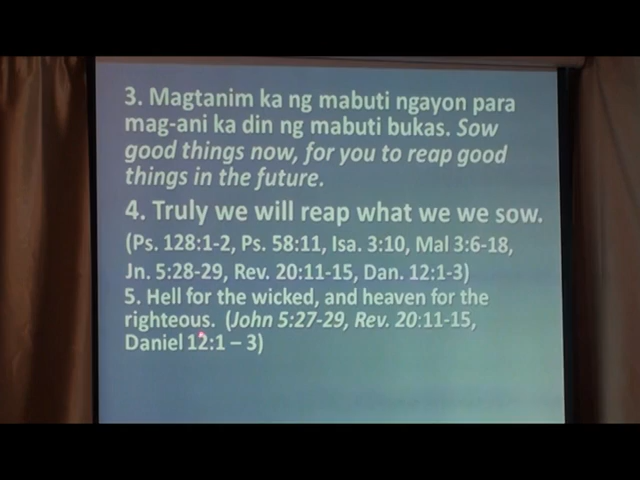 3. Magtanim ka ng mabuti ngayon para
mag-ani ka din ng mabuti bukas. Sow
good things now, for you to reap good
things in the future.
4. Truly we will reap what we we sow.
(Ps. 128:1-2, Ps. 58:11, Isa. 3:10, Mal 3:6-18,
Jn. 5:28-29, Rev. 20:11-15, Dan. 12:1-3)
5. Hell for the wicked, and heaven for the
righteous. (John 5:27-29, Rev. 20:11-15,
Daniel 12:1 – 3)